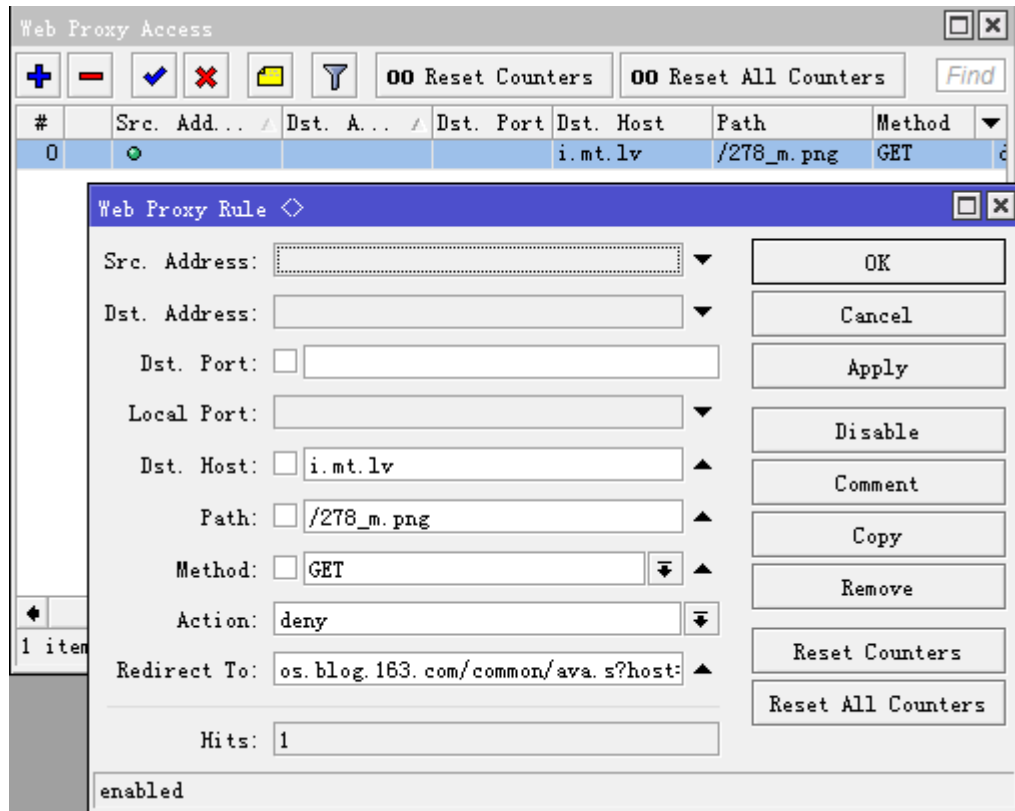 Web Proxy Access
00 Reset Counters 00 Reset All Counters Find
# Src. Add... Dst. A... Dst. Port Dst. Host Path Method
0 i.mt.lv /278_m.png GET
Web Proxy Rule <>
Src. Address:
OK
Dst. Address:
Cancel
Dst. Port:
Apply
Local Port:
Disable
Dst. Host: i.mt.lv
Comment
Path: /278_m.png
Copy
Method: GET
Remove
Action: deny
1 item
Reset Counters
Redirect To: os.blog.163.com/common/ava.s?host=
Reset All Counters
Hits: 1
enabled